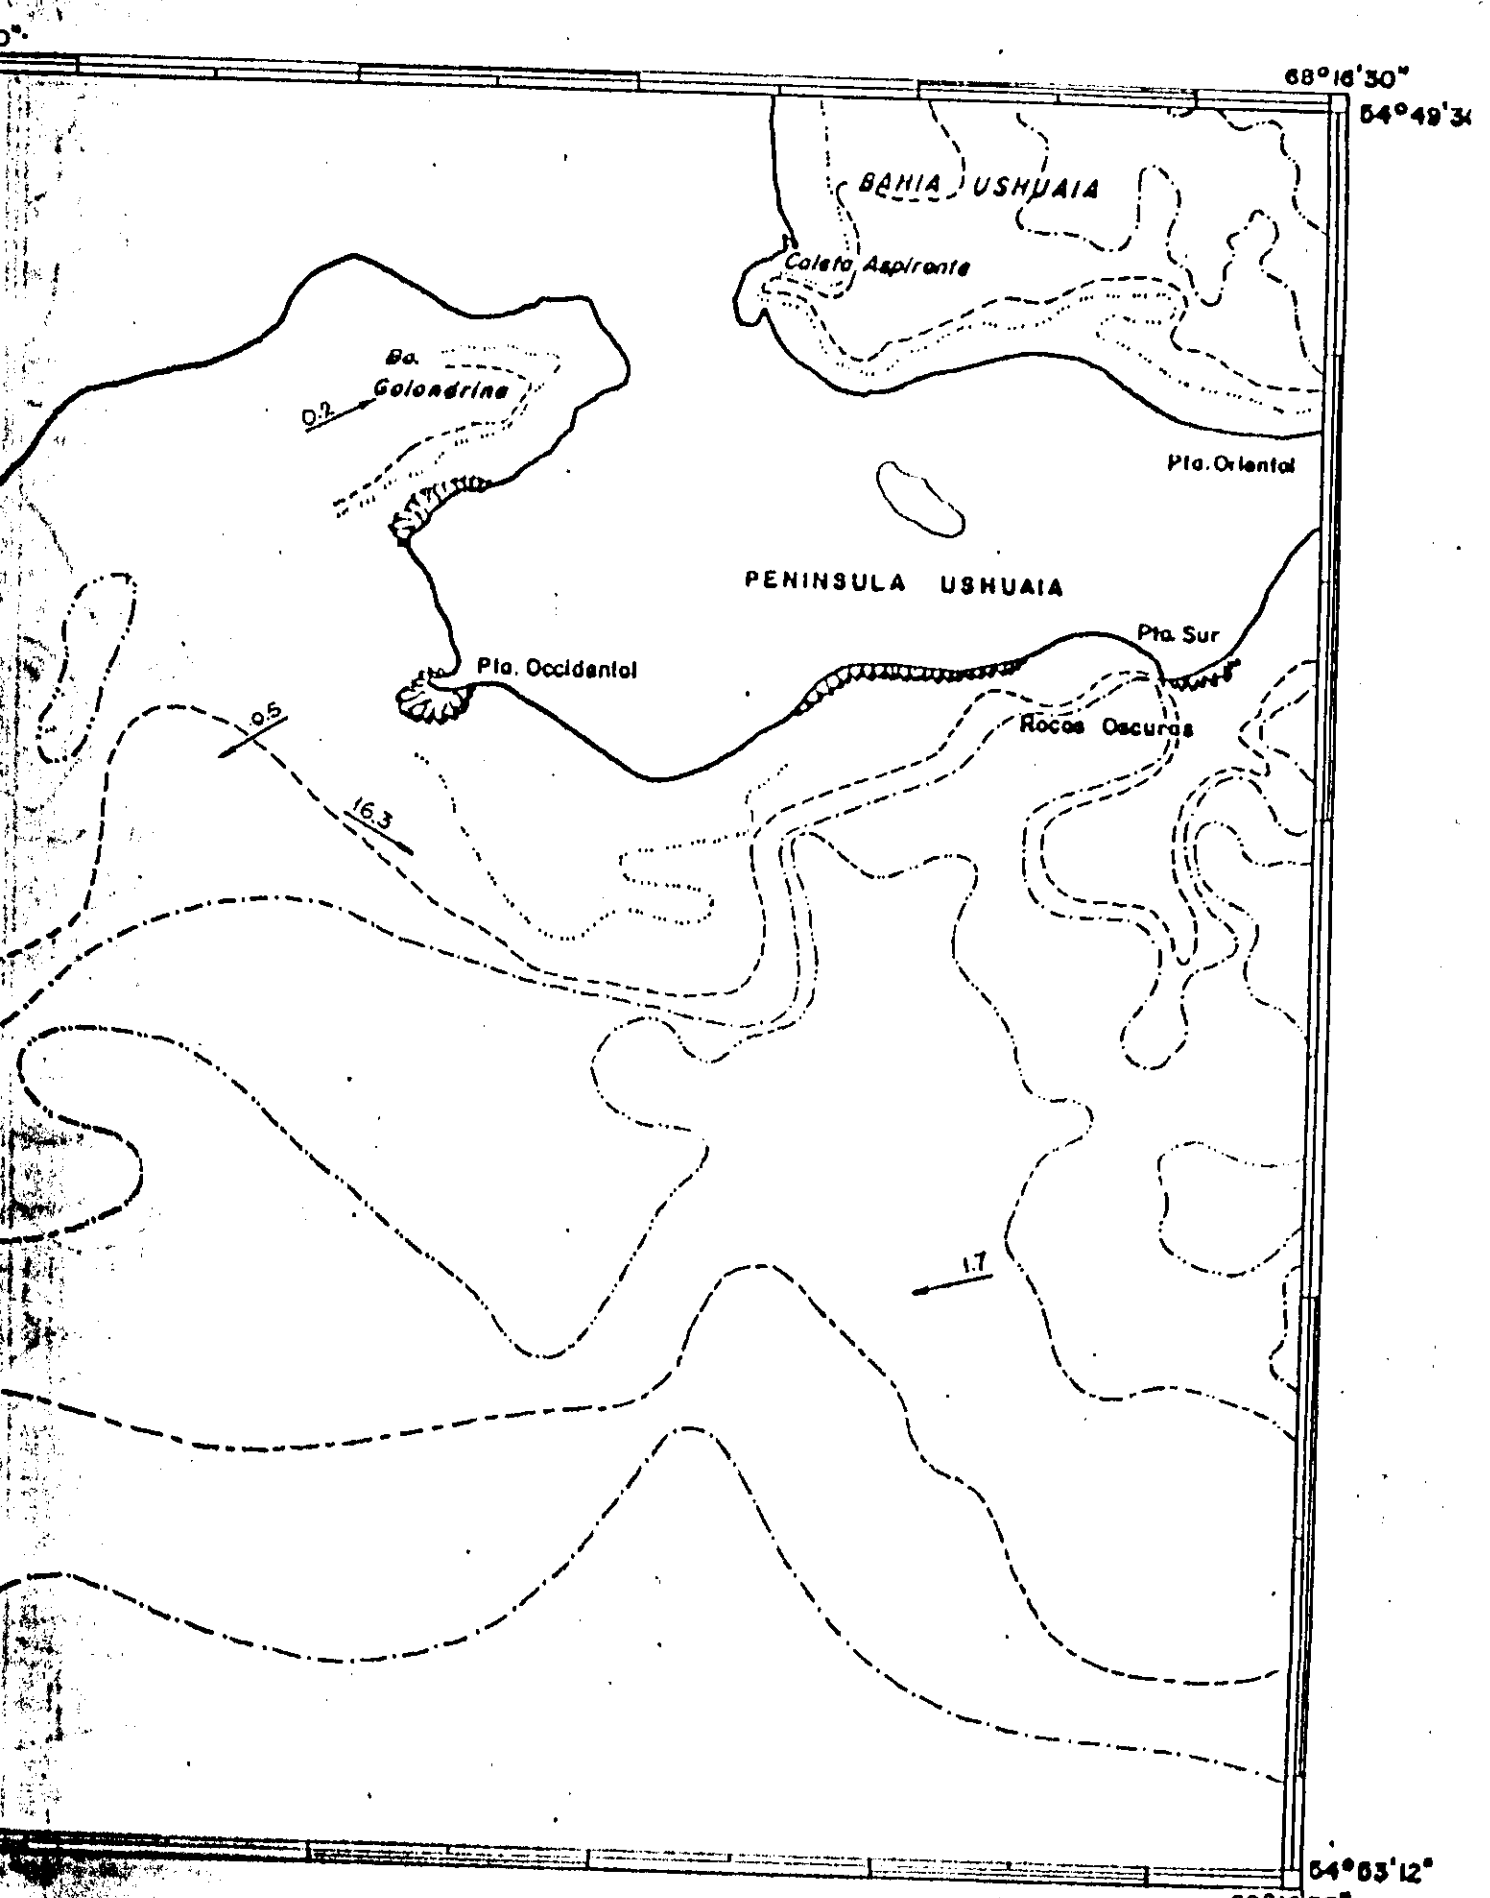 0".
68°16'30"
54°49'3
BAHIA USHUAIA
Caleta Aspirante
Ba.
Golondrina
0.2
Pta. Oriental
PENINSULA USHUAIA
Pta. Sur
Pta. Occidental
0.5
Rocas Oscuras
16.3
1.7
54°53'12"